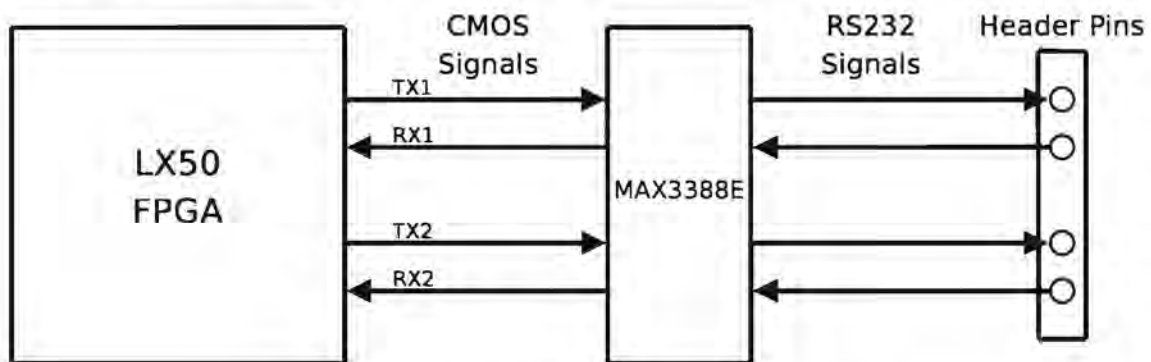 CMOS
Signals
RS232
Signals
Header Pins
TX1
RX1
LX50
FPGA
MAX3388E
TX2
RX2